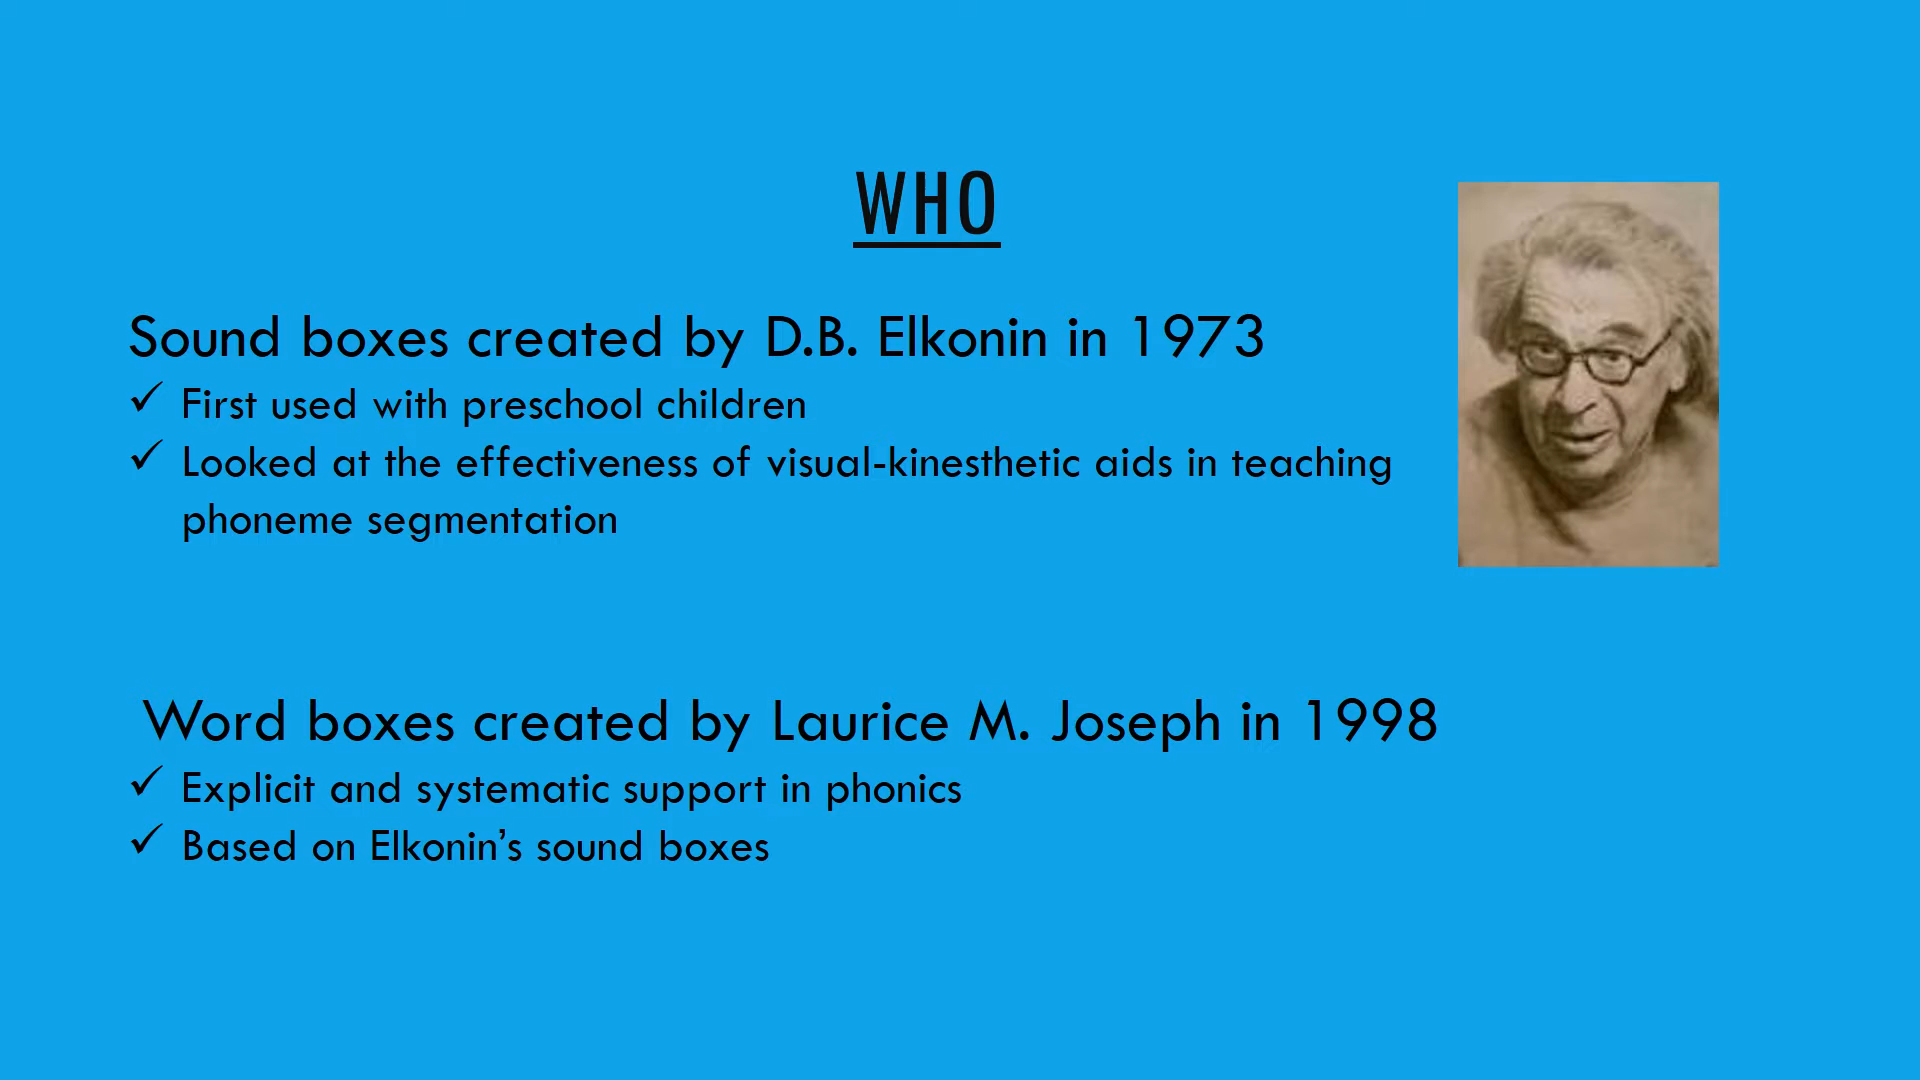 WHO
Sound boxes created by D.B. Elkonin in 1973
✓ First used with preschool children
✓ Looked at the effectiveness of visual-kinesthetic aids in teaching
phoneme segmentation
Word boxes created by Laurice M. Joseph in 1998
✓ Explicit and systematic support in phonics
✓ Based on Elkonin’s sound boxes